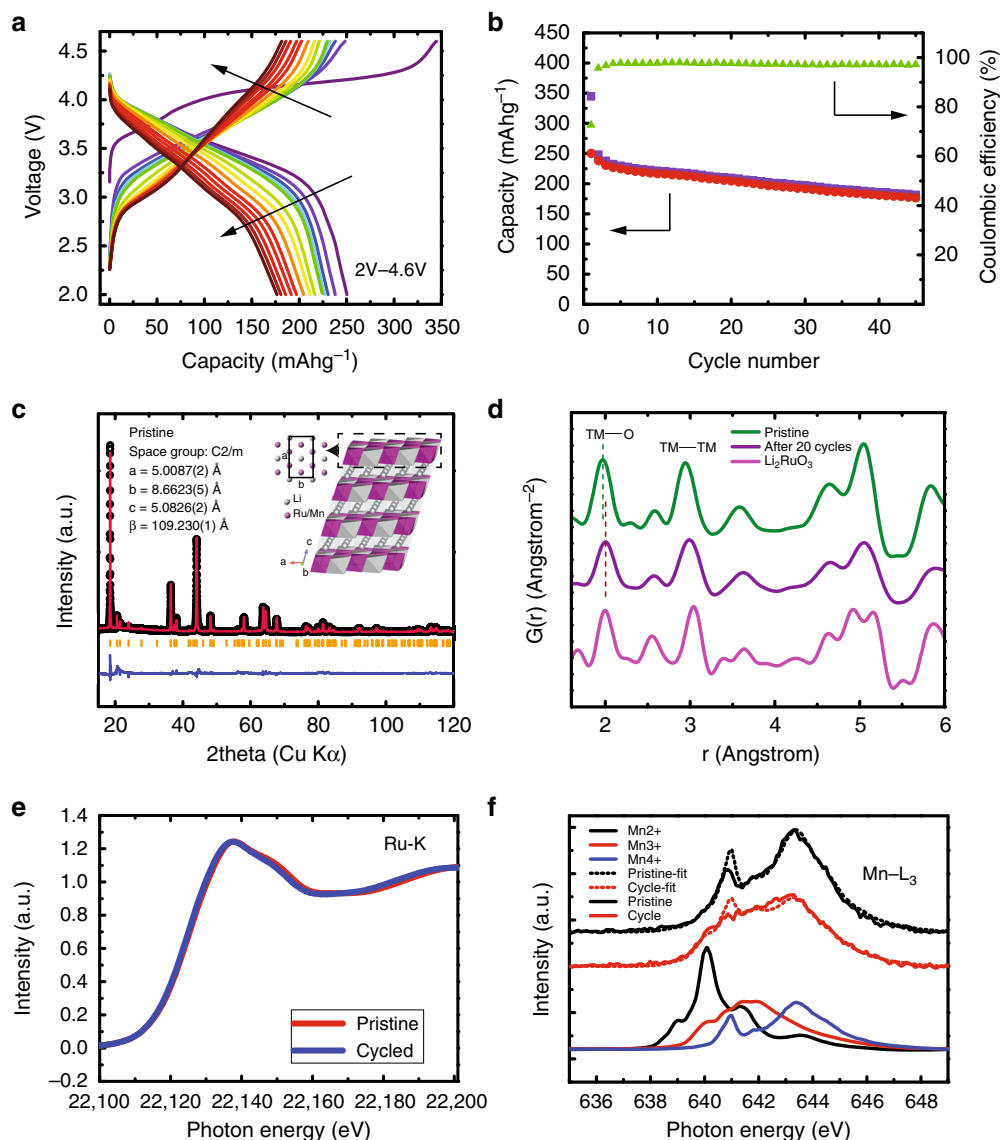 a
Voltage (V)
4.5
4.0
3.5
3.0
2.5
2.0
2V–4.6V
0 50 100 150 200 250 300 350
Capacity (mAhg⁻¹)
b
Capacity (mAhg⁻¹)
450
400
350
300
250
200
150
100
50
0
100
80
60
40
20
Coulombic efficiency (%)
0 10 20 30 40
Cycle number
c
Intensity (a.u.)
Pristine
Space group: C2/m
a = 5.0087(2) Å
b = 8.6623(5) Å
c = 5.0826(2) Å
β = 109.230(1) Å
a
b
Li
Ru/Mn
c
a
b
20 40 60 80 100 120
2theta (Cu Kα)
d
G(r) (Angstrom⁻²)
TM—O
TM—TM
Pristine
After 20 cycles
Li₂RuO₃
2 3 4 5 6
r (Angstrom)
e
Intensity (a.u.)
1.4
1.2
1.0
0.8
0.6
0.4
0.2
0.0
−0.2
Ru-K
Pristine
Cycled
22,100 22,120 22,140 22,160 22,180 22,200
Photon energy (eV)
f
Intensity (a.u.)
Mn2+
Mn3+
Mn4+
Pristine-fit
Cycle-fit
Pristine
Cycle
Mn–L₃
636 638 640 642 644 646 648
Photon energy (eV)